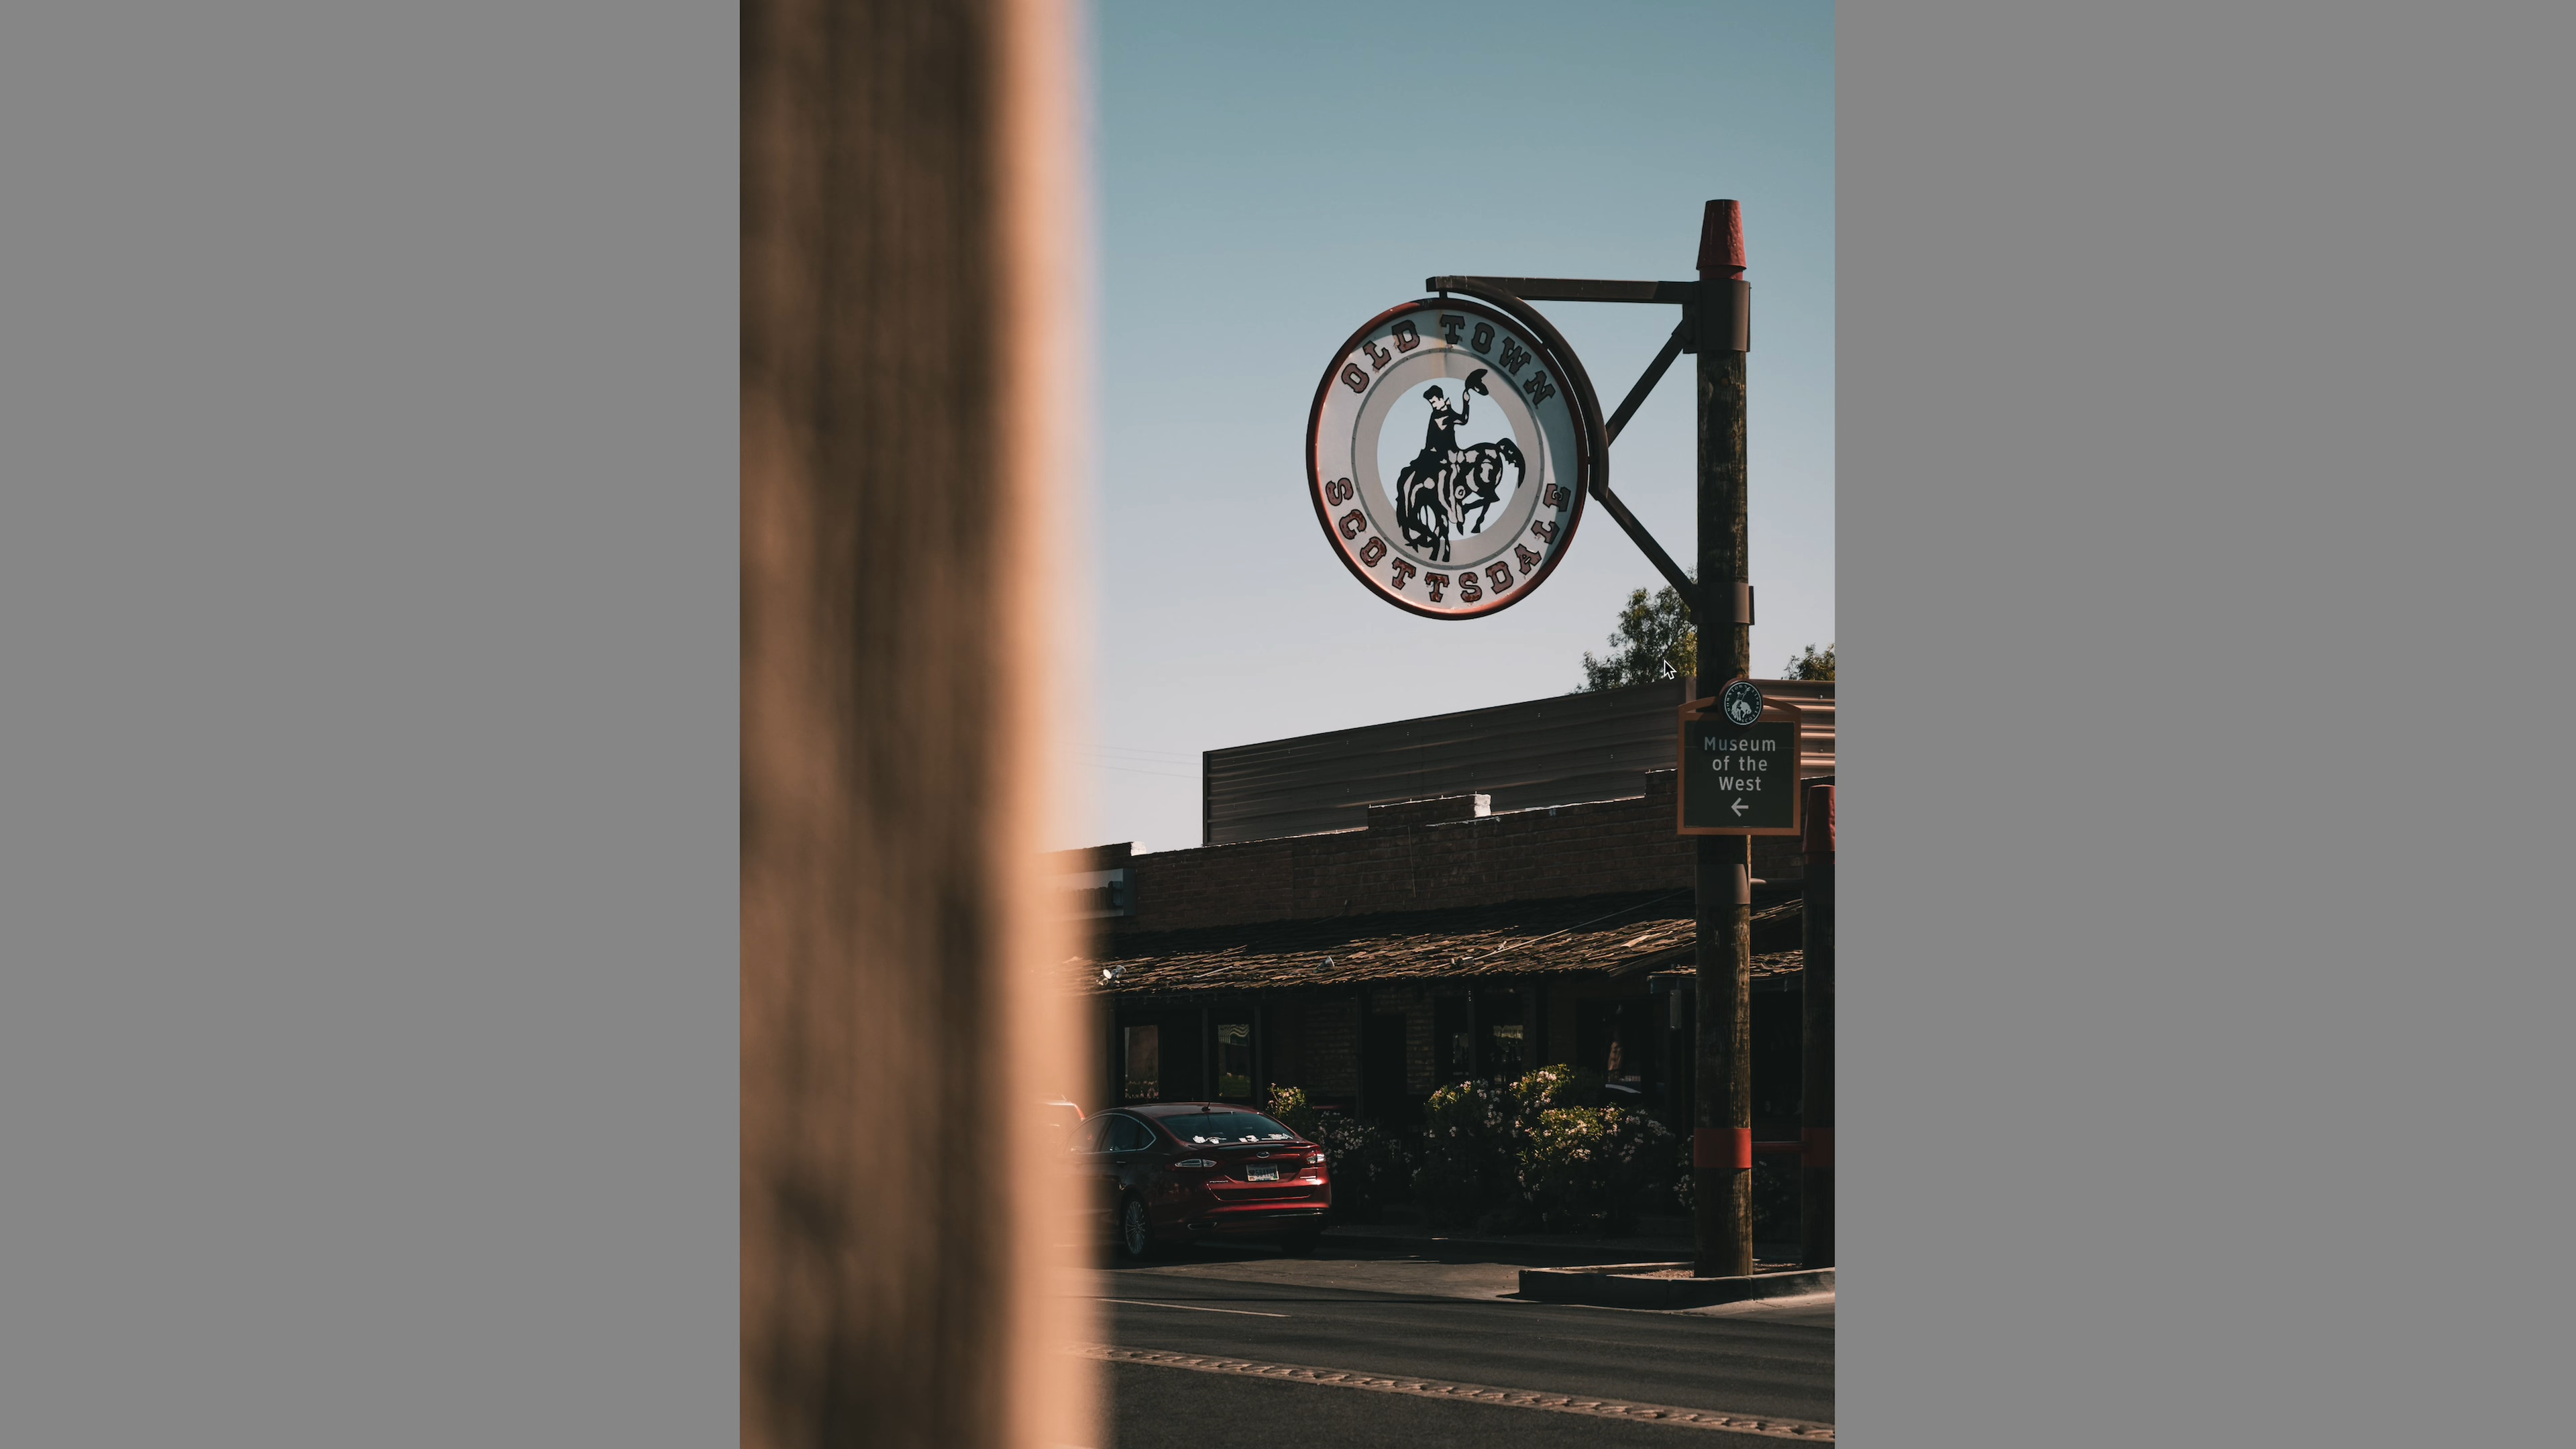 OLD TOWN
SCOTTSDALE
Museum
of the
West
←